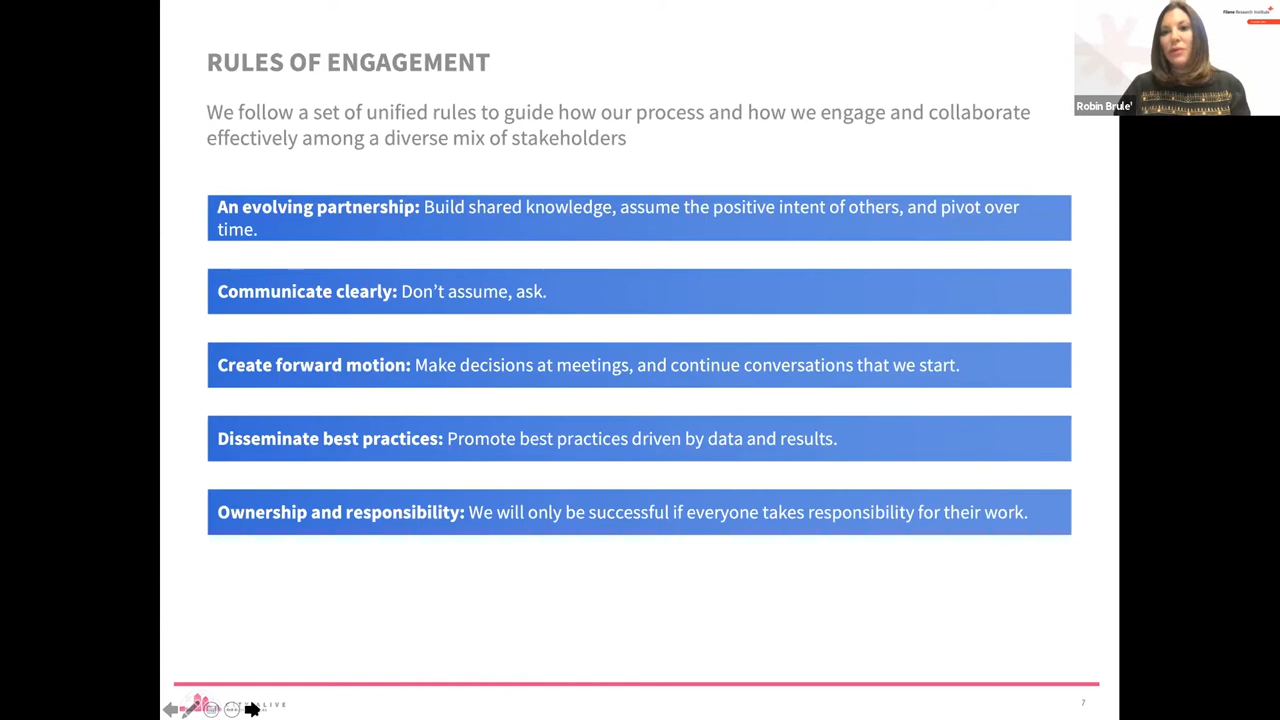 Filene Research Institute
Robin Brule'
RULES OF ENGAGEMENT
We follow a set of unified rules to guide how our process and how we engage and collaborate
effectively among a diverse mix of stakeholders
An evolving partnership: Build shared knowledge, assume the positive intent of others, and pivot over
time.
Communicate clearly: Don’t assume, ask.
Create forward motion: Make decisions at meetings, and continue conversations that we start.
Disseminate best practices: Promote best practices driven by data and results.
Ownership and responsibility: We will only be successful if everyone takes responsibility for their work.
7